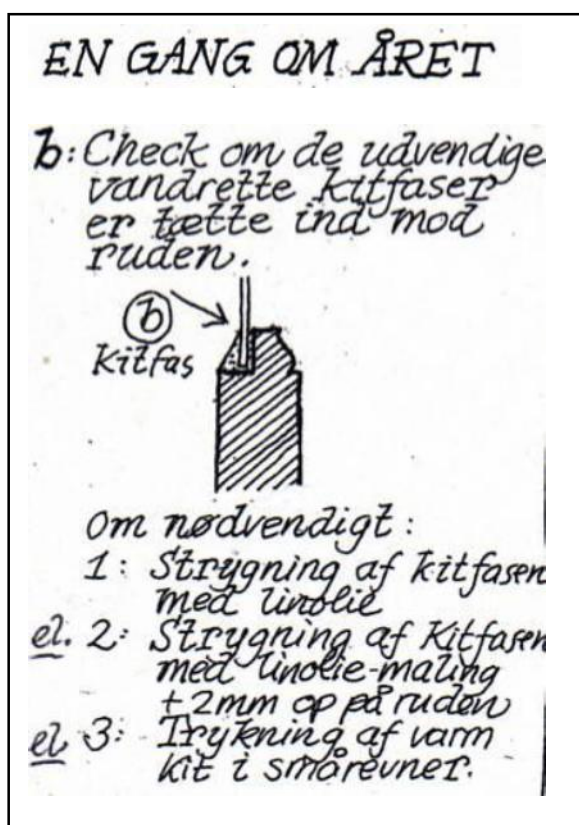 EN GANG OM ÅRET
b: Check om de udvendige
vandrette kitfaser
er tætte ind mod
ruden.
b
Kitfas
Om nødvendigt:
1: Strygning af kitfasen
med linolie
el. 2: Strygning af Kitfasen
med linolie-maling
+ 2mm op på ruden
el 3: Trykning af varm
kit i smårevner.